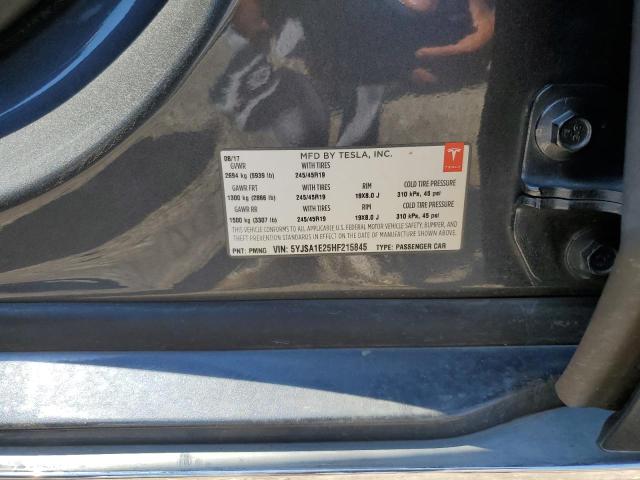 08/17 MFD BY TESLA, INC.
GVWR WITH TIRES
2694 kg (5939 lb) 245/45R19
GAWR FRT WITH TIRES RIM COLD TIRE PRESSURE
1300 kg (2866 lb) 245/45R19 19X8.0 J 310 kPa, 45 psi
GAWR RR WITH TIRES RIM COLD TIRE PRESSURE
1500 kg (3307 lb) 245/45R19 19X8.0 J 310 kPa, 45 psi
THIS VEHICLE CONFORMS TO ALL APPLICABLE U.S. FEDERAL MOTOR VEHICLE SAFETY, BUMPER, AND
THEFT PREVENTION STANDARDS IN EFFECT ON THE DATE OF MANUFACTURE SHOWN ABOVE.
PNT: PMNG VIN: 5YJSA1E25HF215845 TYPE: PASSENGER CAR
TESLA